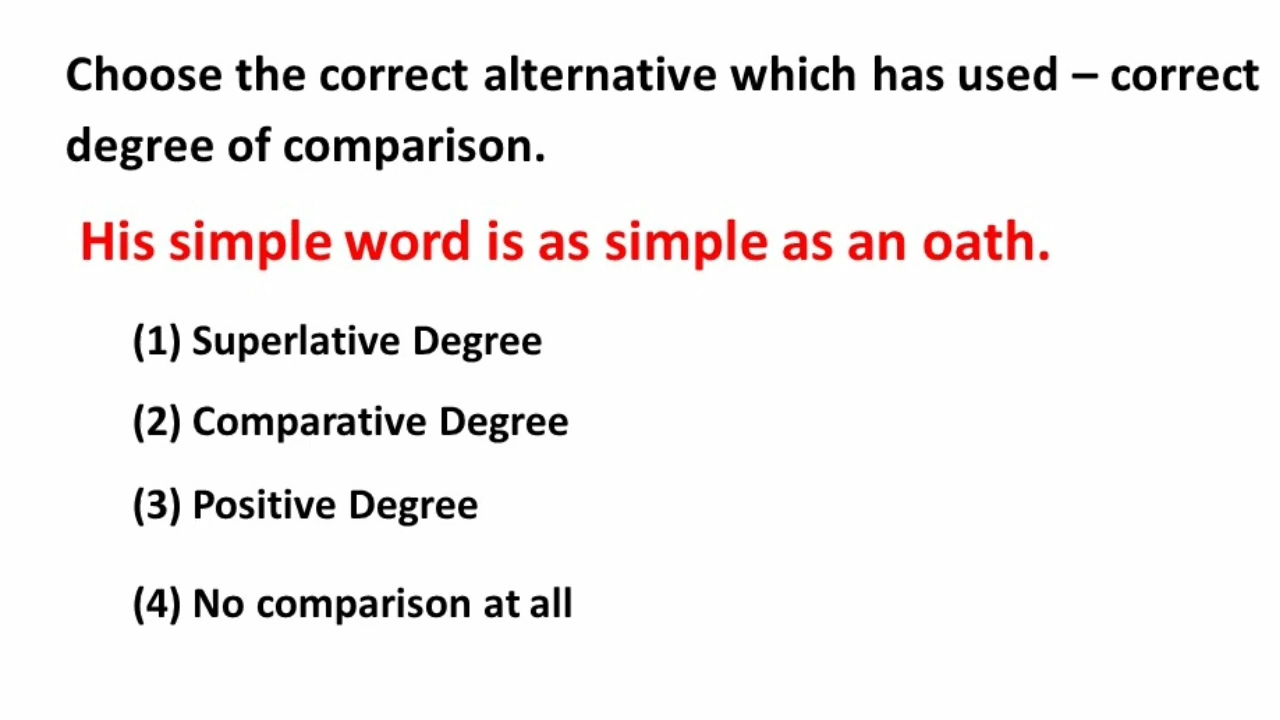 Choose the correct alternative which has used – correct
degree of comparison.
His simple word is as simple as an oath.
(1) Superlative Degree
(2) Comparative Degree
(3) Positive Degree
(4) No comparison at all